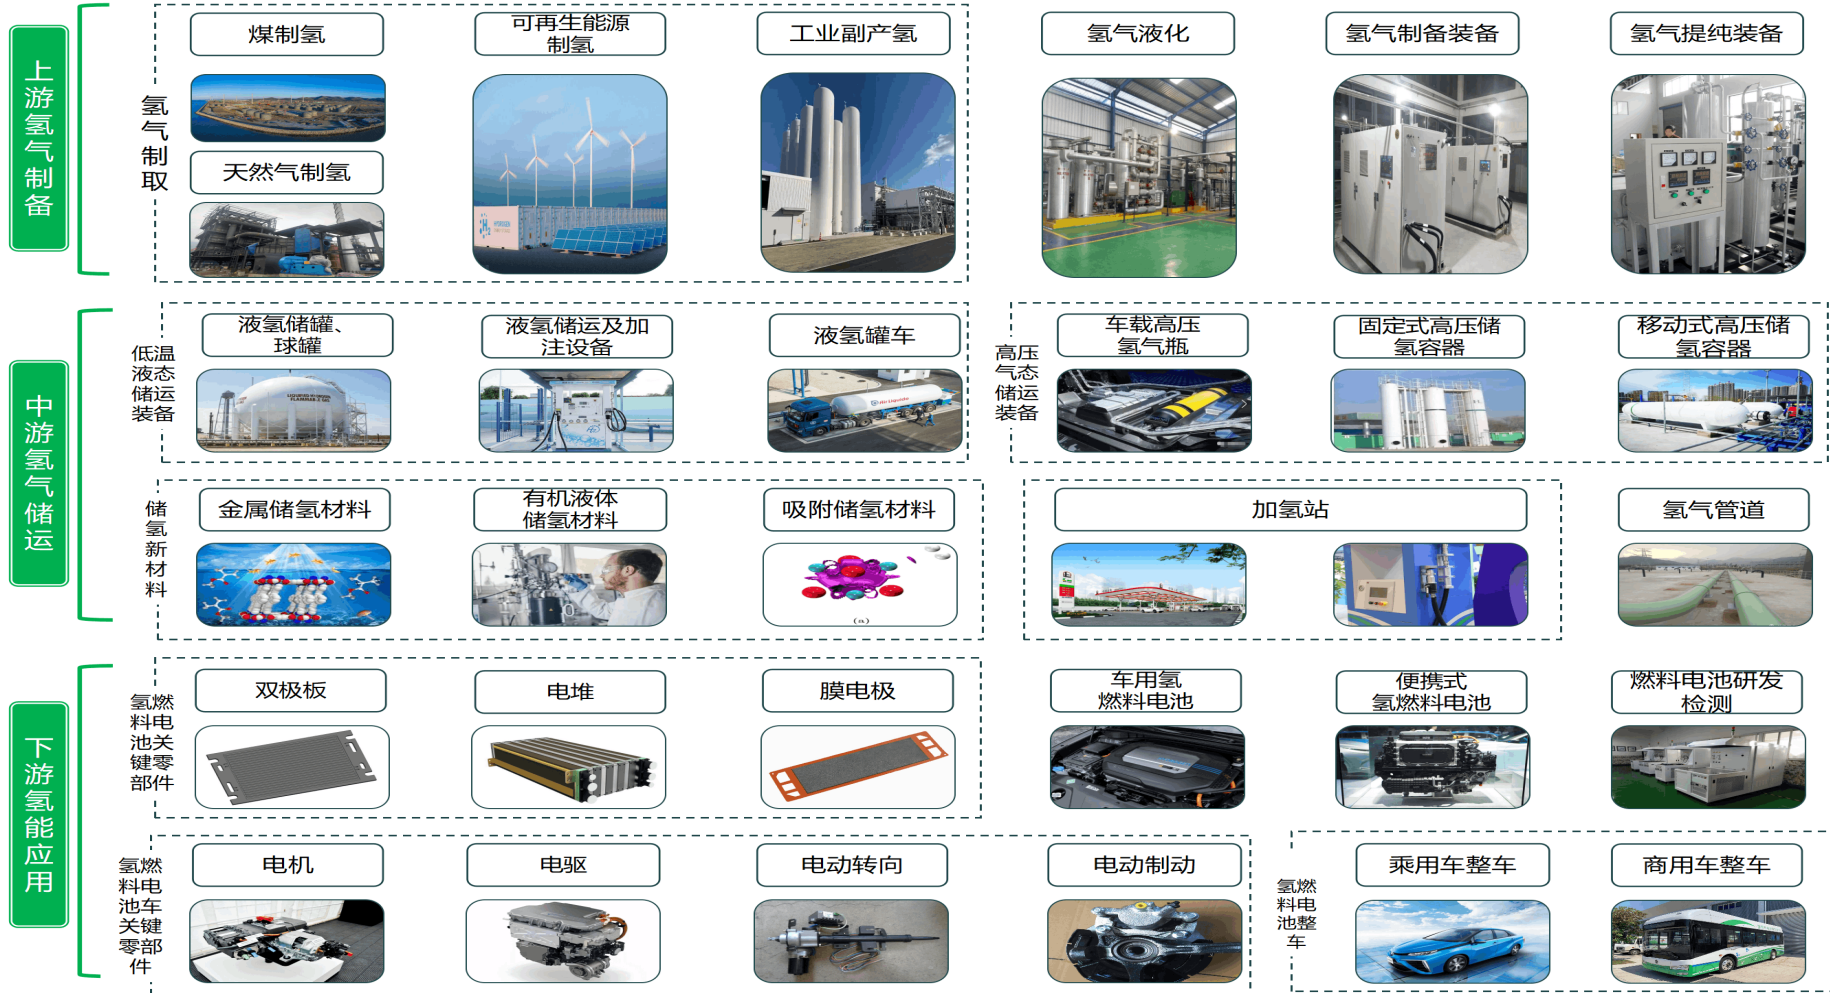 上游氢气制备
氢气制取
煤制氢
可再生能源
制氢
工业副产氢
氢气液化
氢气制备装备
氢气提纯装备
天然气制氢
中游氢气储运
低温
液态
储运
装备
液氢储罐、
球罐
液氢储运及加
注设备
液氢罐车
高压
气态
储运
装备
车载高压
氢气瓶
固定式高压储
氢容器
移动式高压储
氢容器
储氢新材料
金属储氢材料
有机液体
储氢材料
吸附储氢材料
(a)
加氢站
氢气管道
下游氢能应用
氢燃
料电
池关
键零
部件
双极板
电堆
膜电极
车用氢
燃料电池
便携式
氢燃料电池
燃料电池研发
检测
氢燃
料电
池车
关键
零部
件
电机
电驱
电动转向
电动制动
氢燃
料电
池整
车
乘用车整车
商用车整车